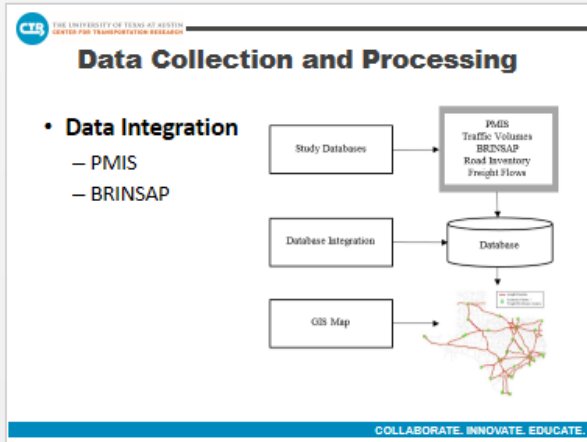 CTR
THE UNIVERSITY OF TEXAS AT AUSTIN
CENTER FOR TRANSPORTATION RESEARCH
Data Collection and Processing
• Data Integration
– PMIS
– BRINSAP
Study Databases
PMIS
Traffic Volumes
BRINSAP
Road Inventory
Freight Flows
Database Integration
Database
GIS Map
COLLABORATE. INNOVATE. EDUCATE.